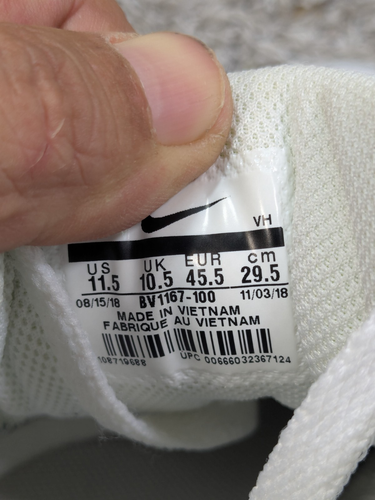 VH
US UK EUR cm
11.5 10.5 45.5 29.5
08/15/18 BV1167-100 11/03/18
MADE IN VIETNAM
FABRIQUE AU VIETNAM
UPC 00666032367124